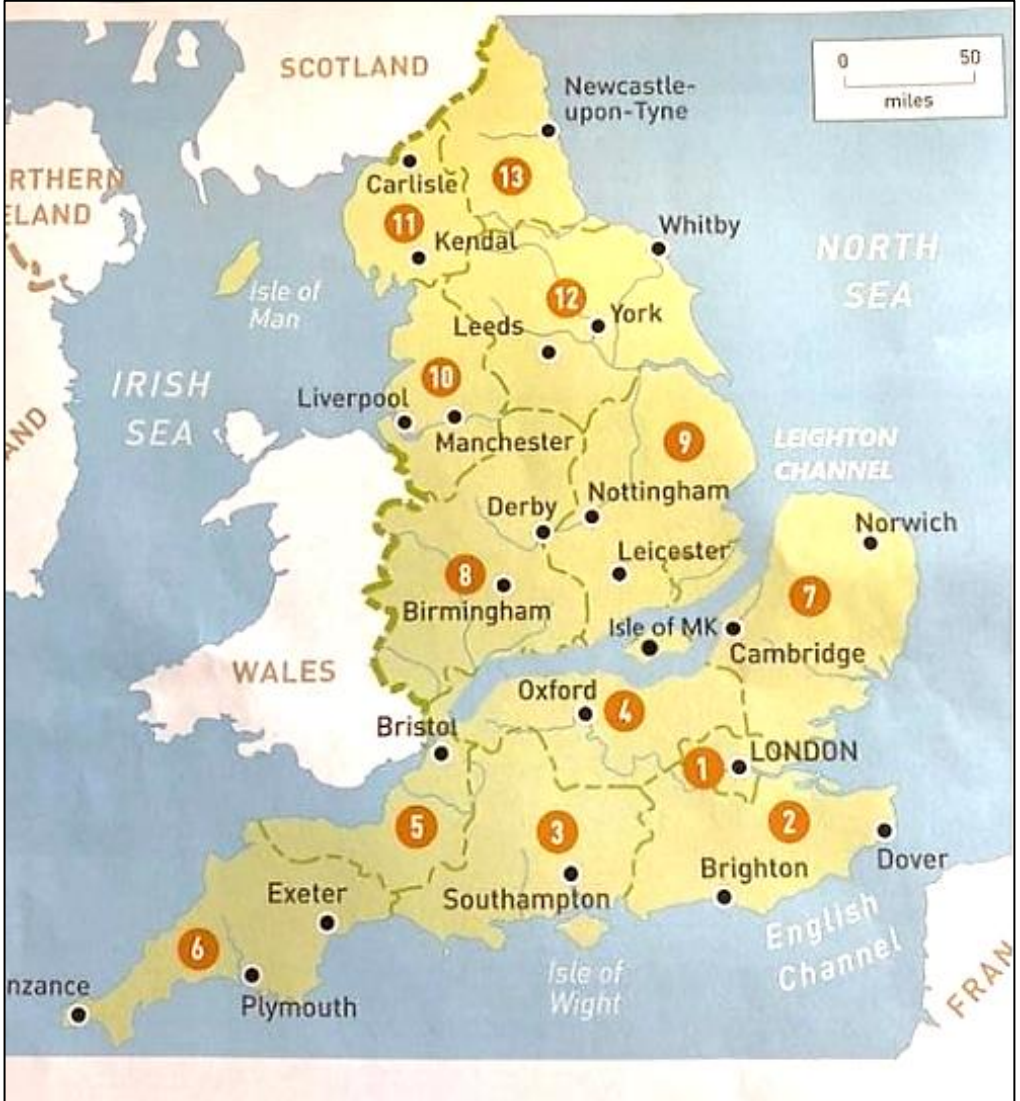 SCOTLAND
0 50
miles
Newcastle-
upon-Tyne
RTHERN
ELAND
Carlisle
13
11
Kendal
Whitby
NORTH
SEA
Isle of
Man
12
York
Leeds
IRISH
SEA
10
Liverpool
Manchester
AND
9
LEIGHTON
CHANNEL
Derby
Nottingham
Norwich
Leicester
8
7
Birmingham
Isle of MK
Cambridge
WALES
Oxford
4
Bristol
1
LONDON
5
3
2
Brighton
Dover
Exeter
Southampton
English
Channel
6
Isle of
Wight
nzance
Plymouth
FRAN